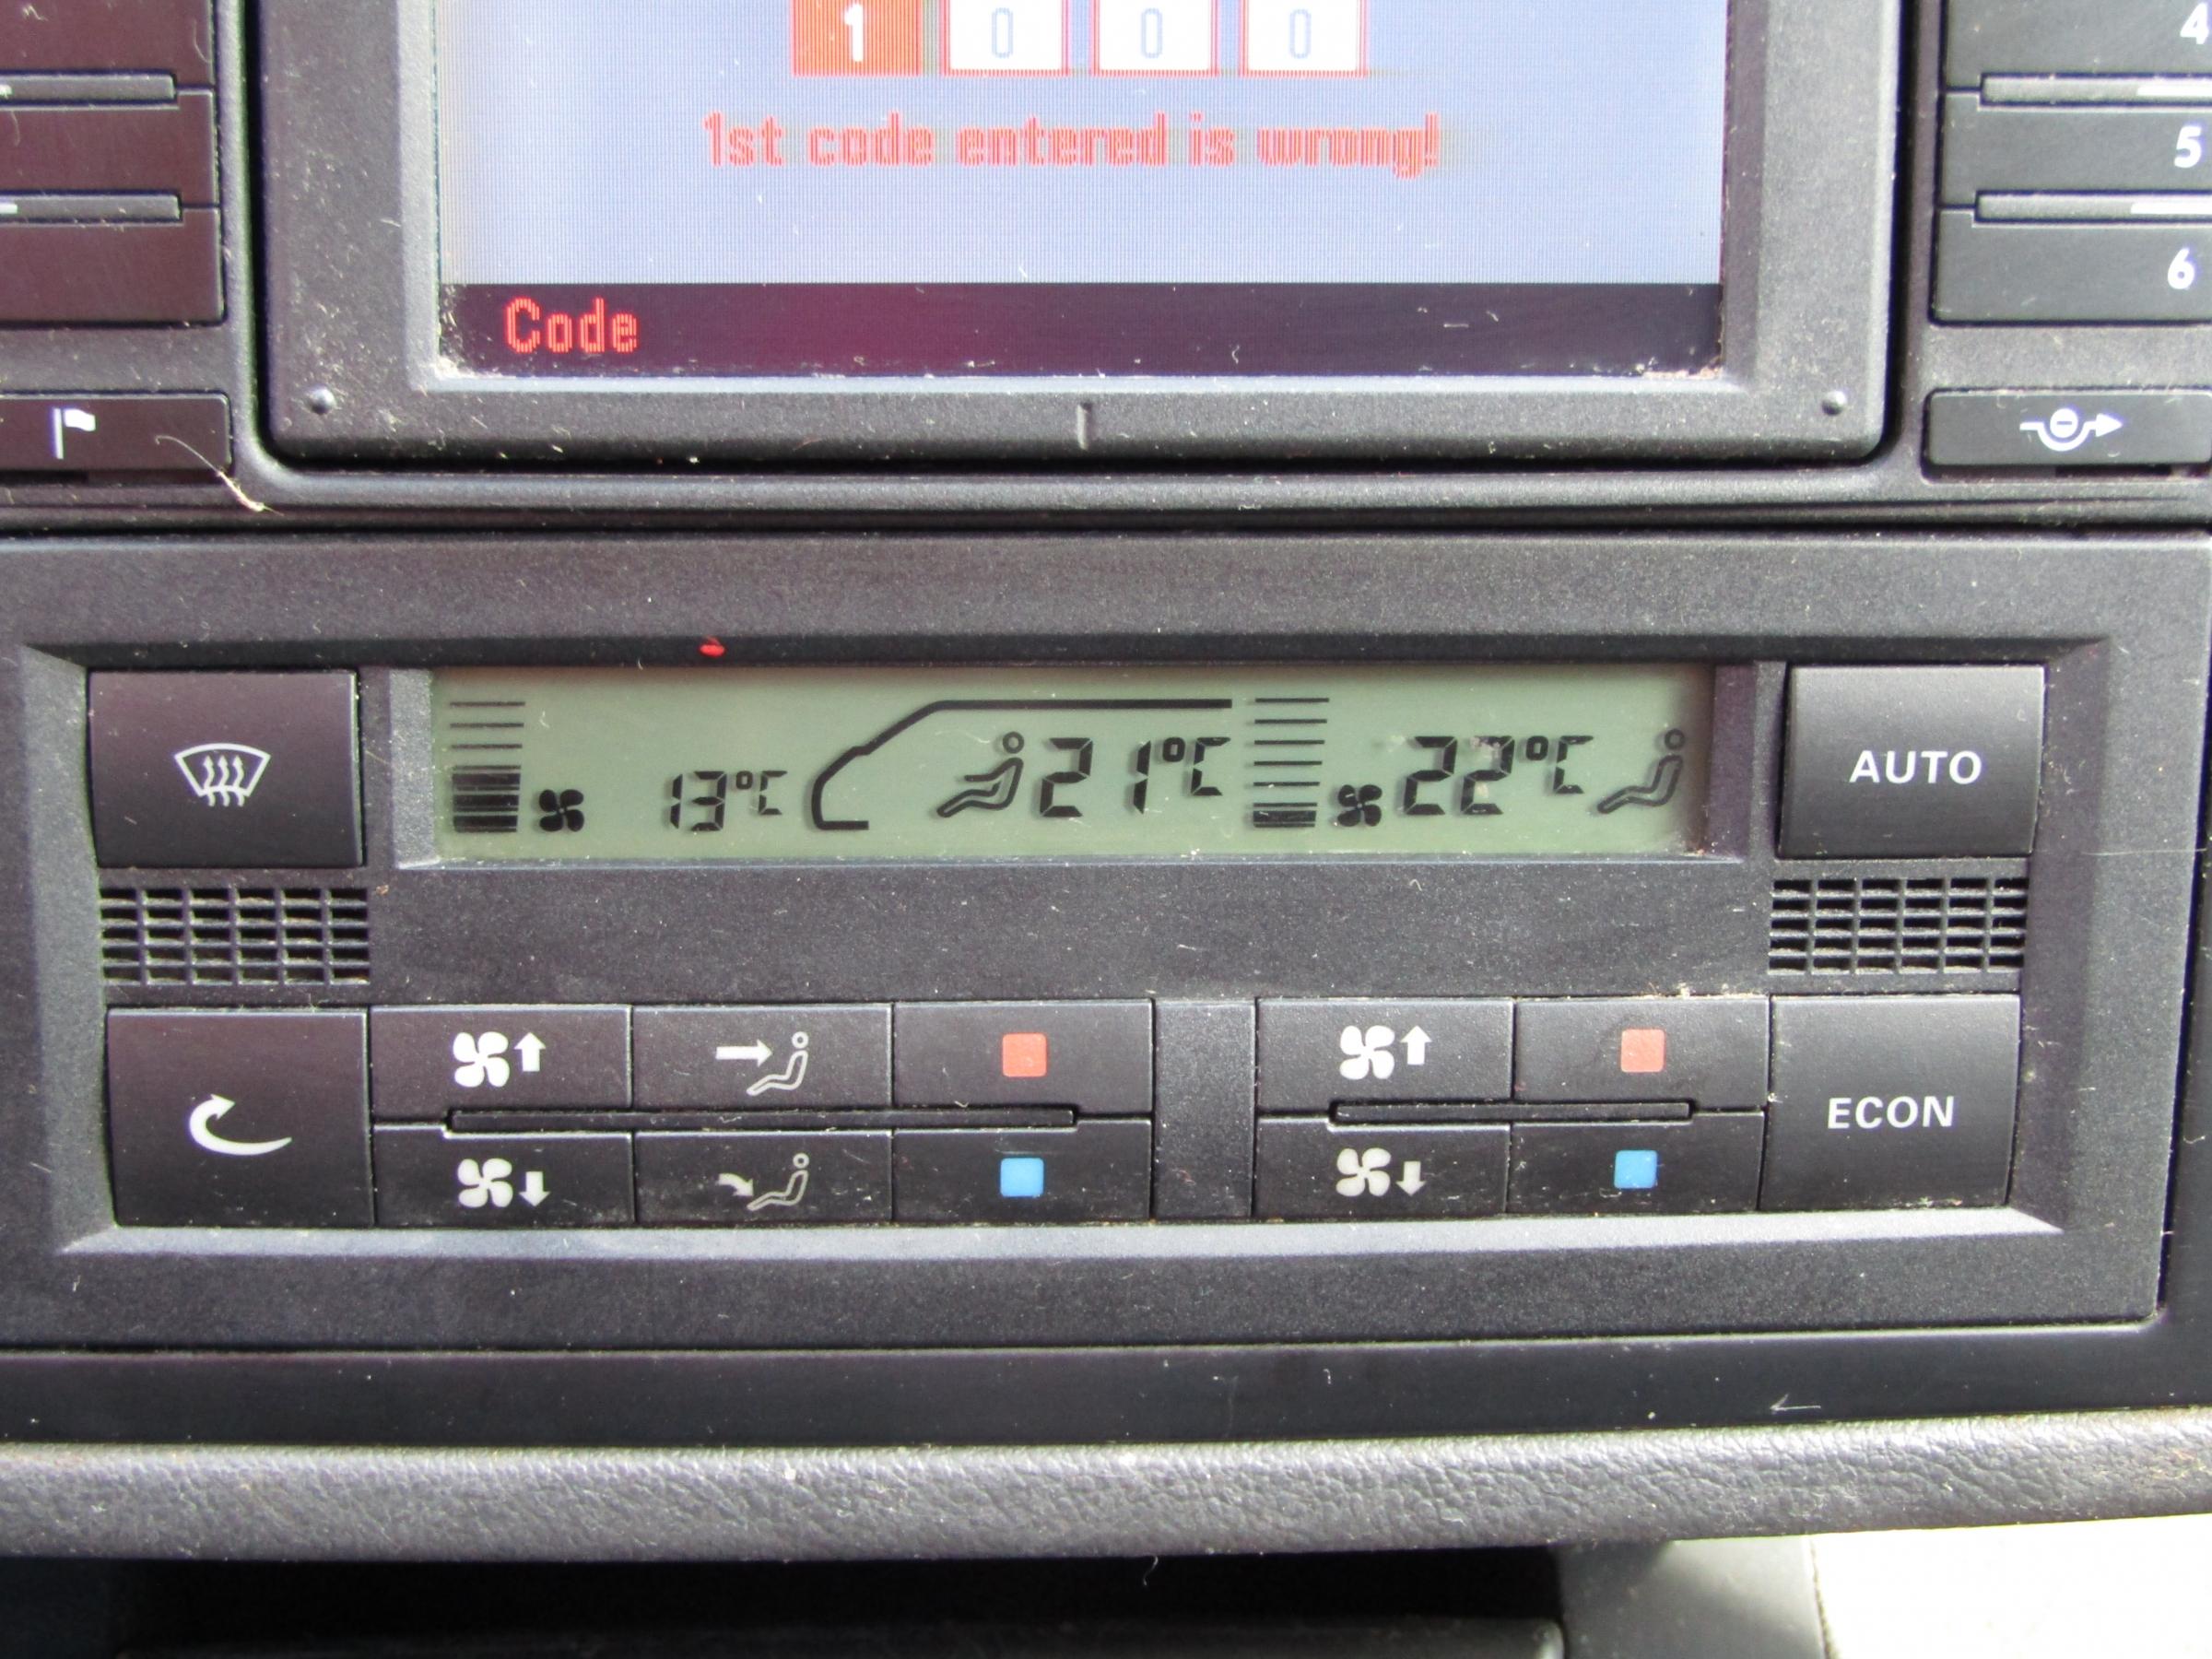 1 0 0 0
4
1st code entered is wrong!
5
6
Code
13°C 21°C 22°C
AUTO
ECON